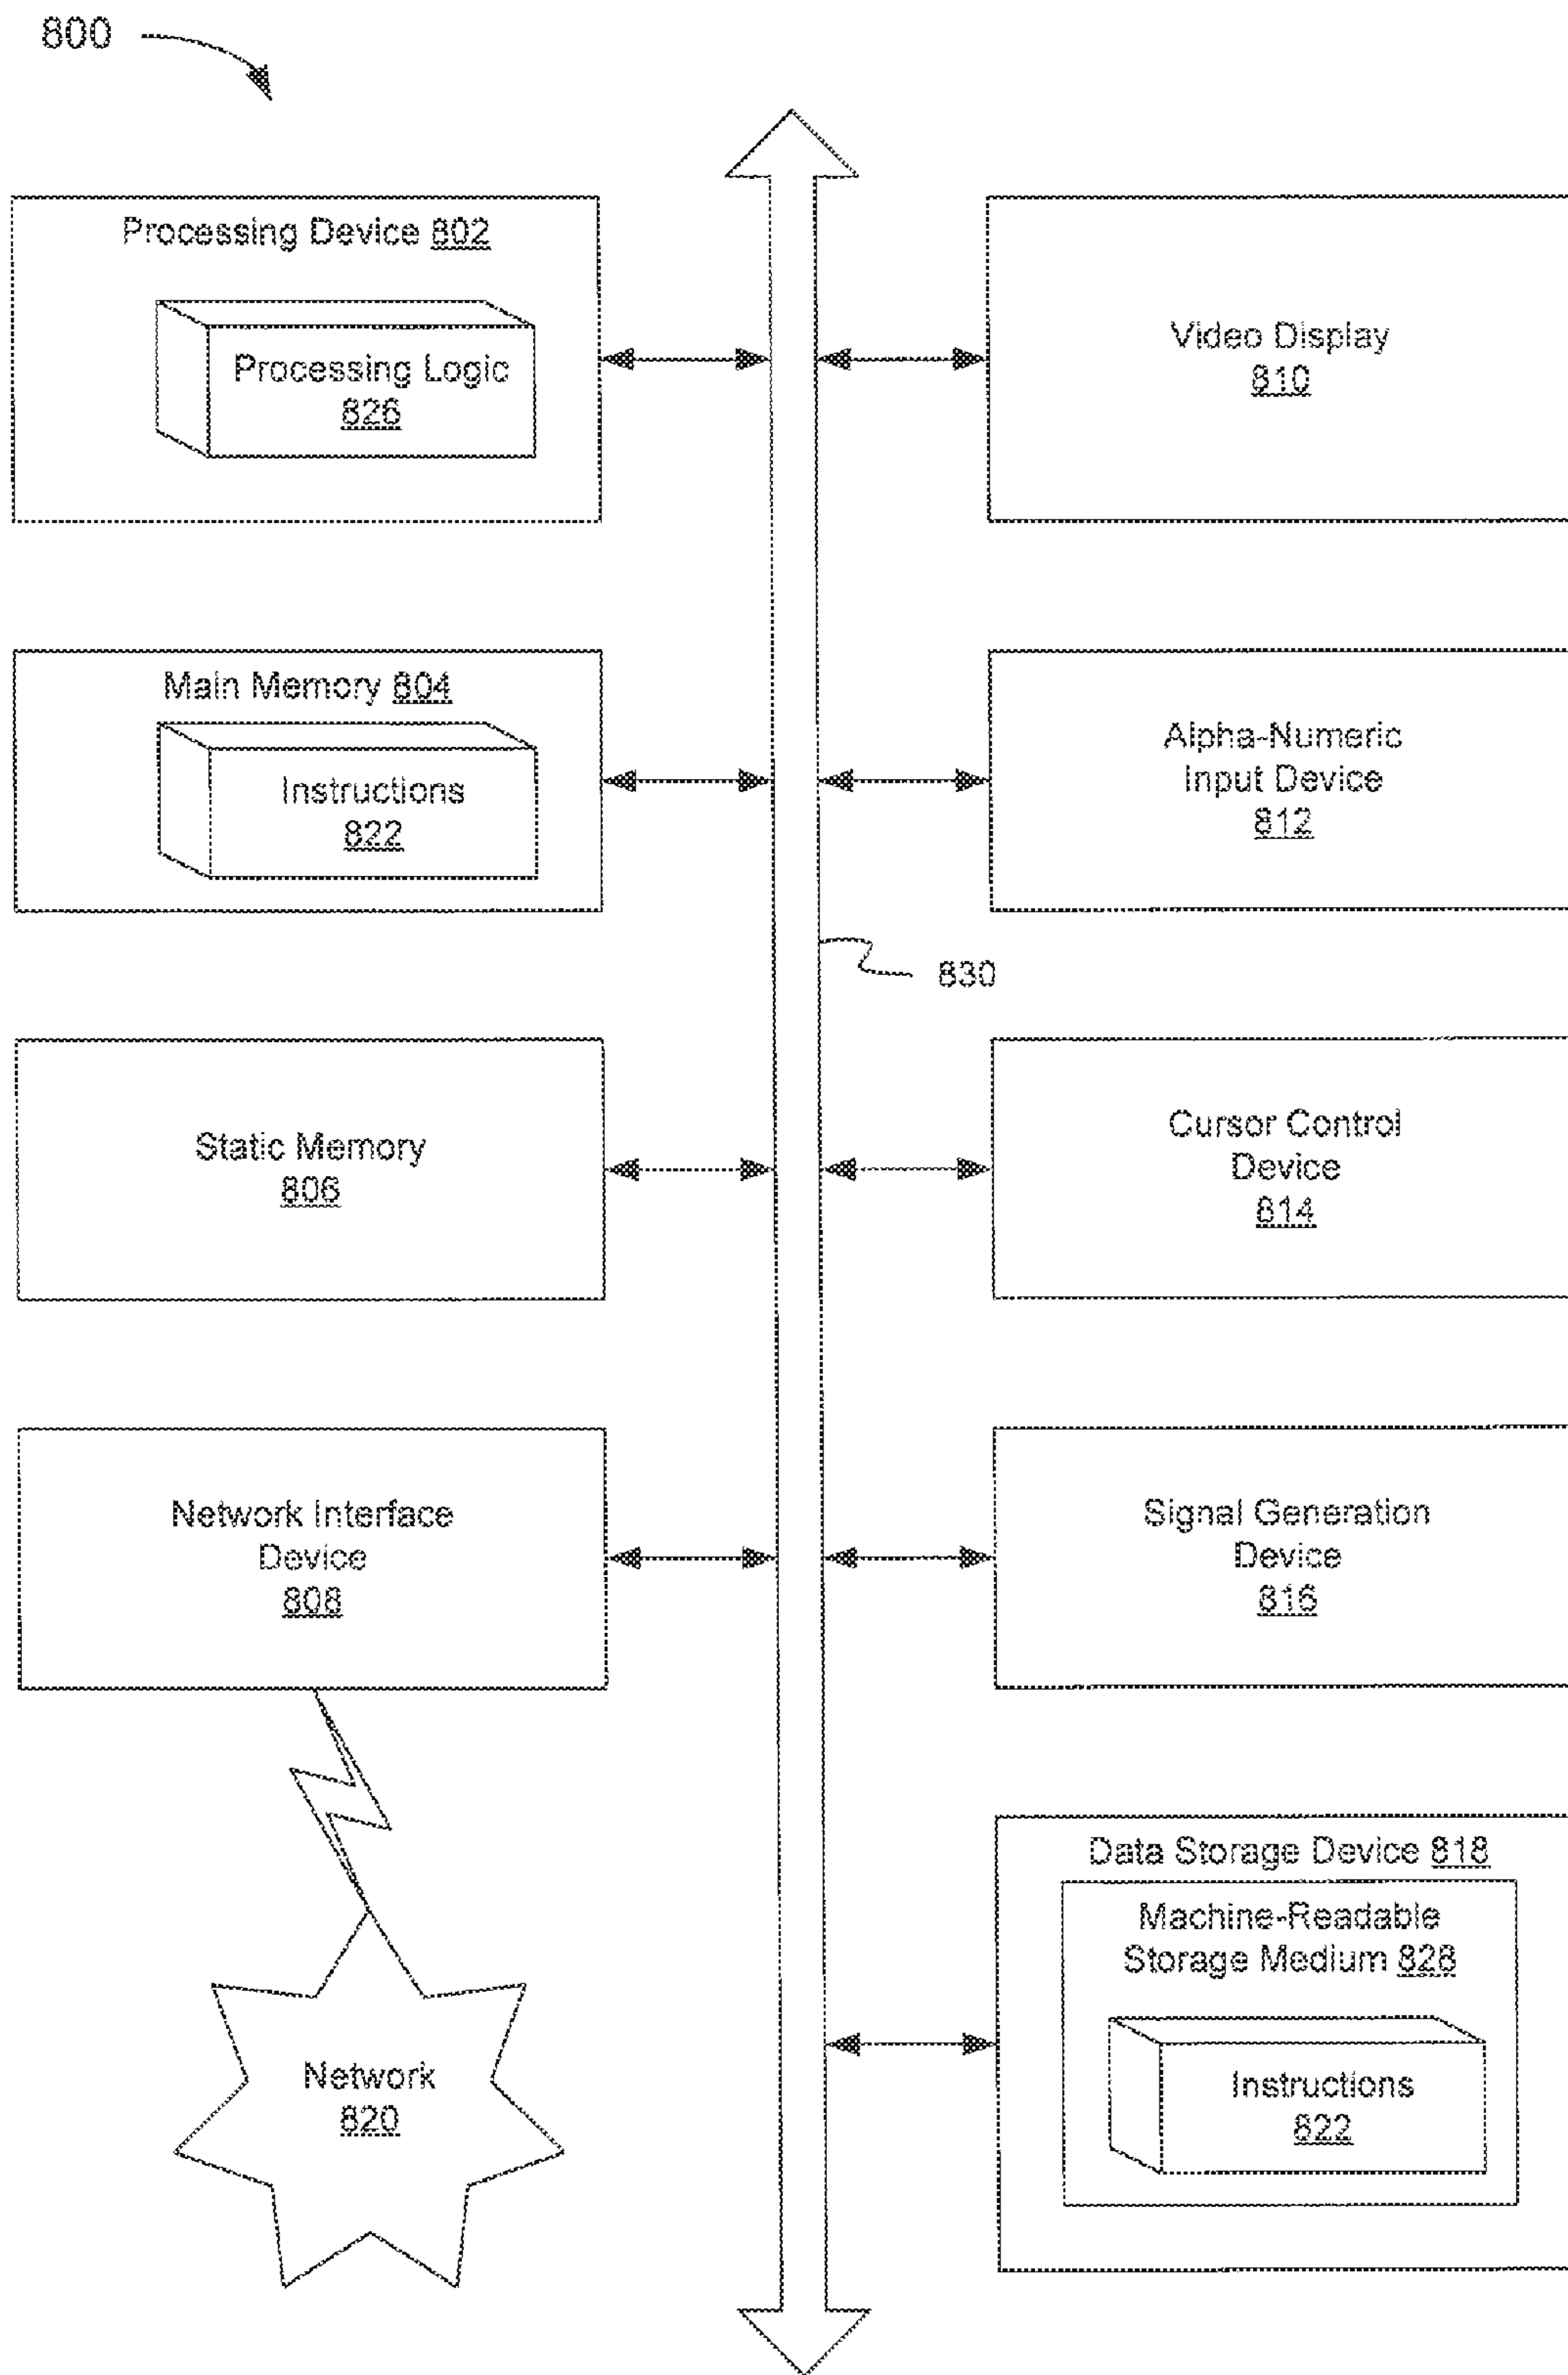 800
Processing Device 802
Processing Logic
826
Video Display
810
Main Memory 804
Instructions
822
Alpha-Numeric
Input Device
812
830
Static Memory
806
Cursor Control
Device
814
Network Interface
Device
808
Signal Generation
Device
816
Data Storage Device 818
Machine-Readable
Storage Medium 828
Instructions
822
Network
820